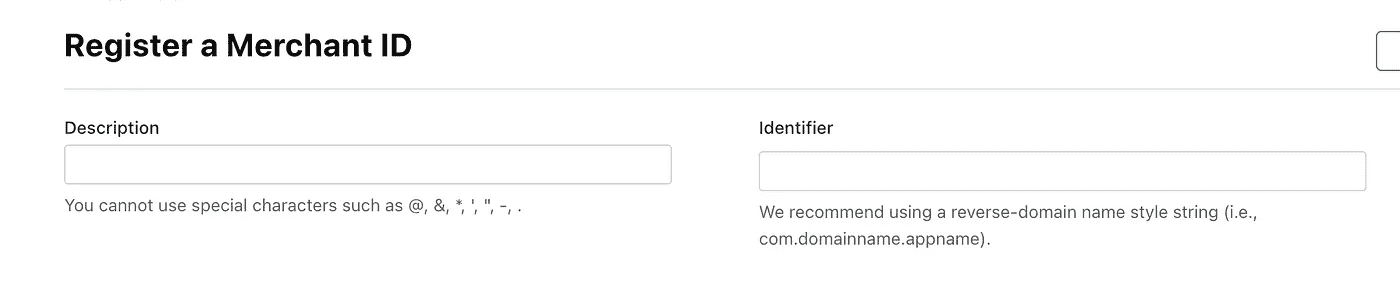 Register a Merchant ID
Description
You cannot use special characters such as @, &, *, ', ", -, .
Identifier
We recommend using a reverse-domain name style string (i.e.,
com.domainname.appname).